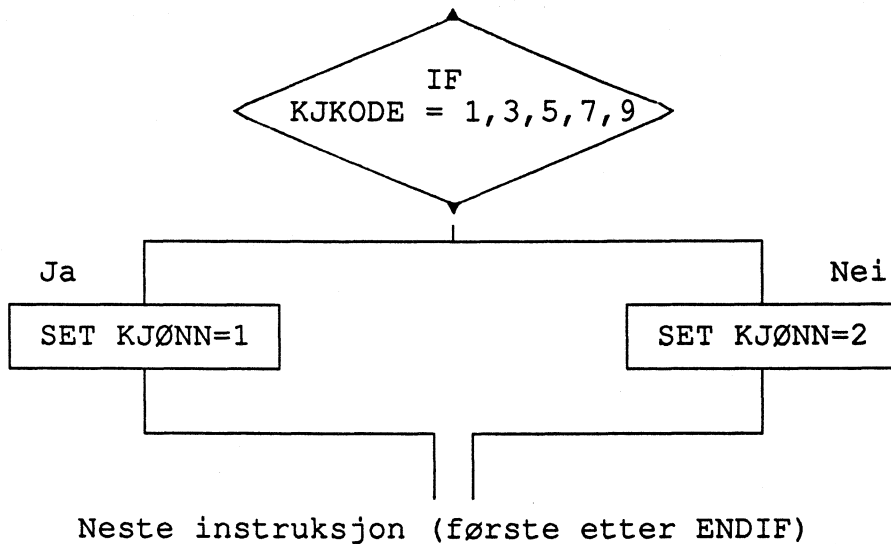 IF
KJKODE = 1,3,5,7,9
Ja
Nei
SET KJØNN=1
SET KJØNN=2
Neste instruksjon (første etter ENDIF)